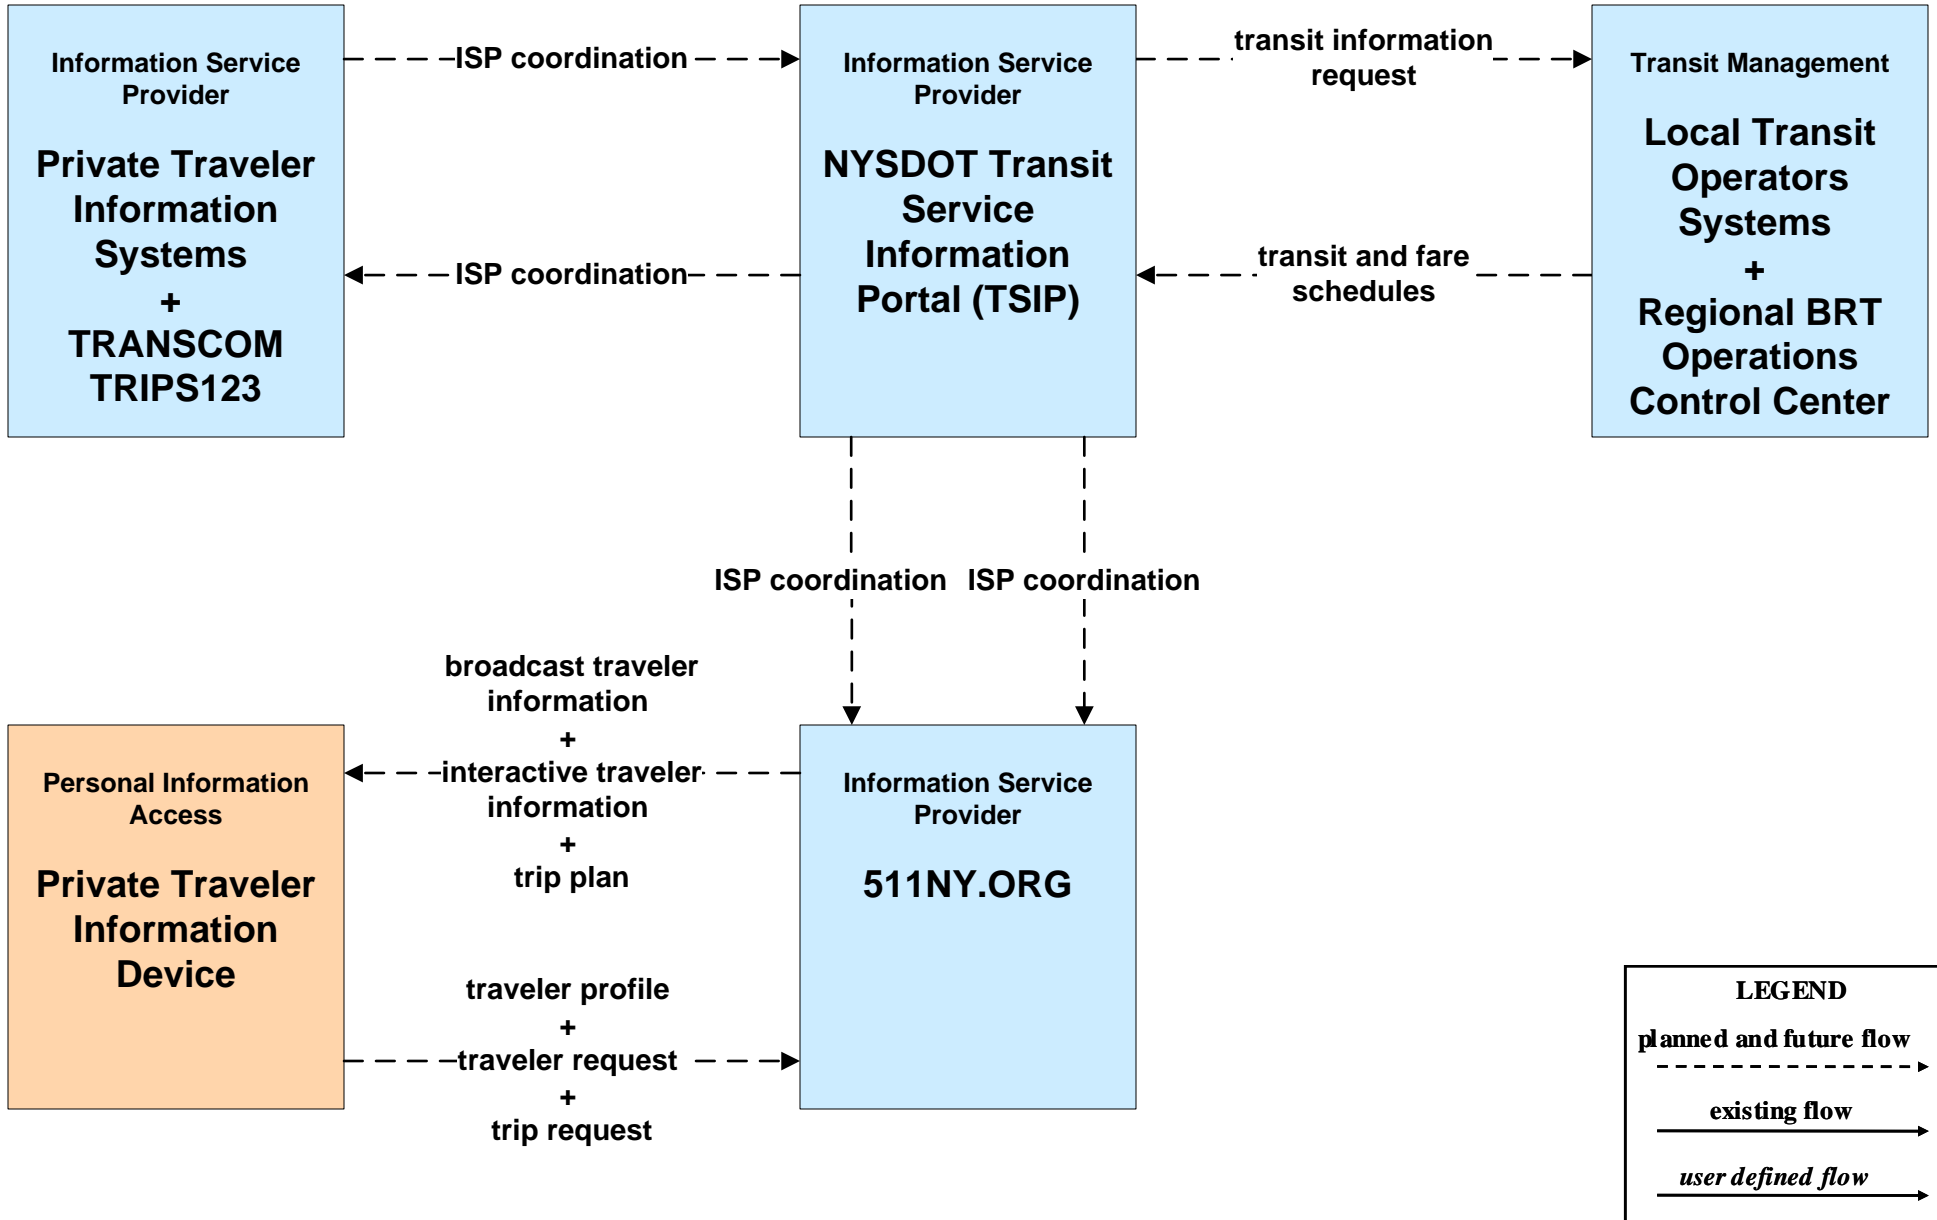 Information Service
Provider
Private Traveler
Information
Systems
+
TRANSCOM
TRIPS123
ISP coordination
ISP coordination
Information Service
Provider
NYSDOT Transit
Service
Information
Portal (TSIP)
transit information
request
transit and fare
schedules
Transit Management
Local Transit
Operators
Systems
+
Regional BRT
Operations
Control Center
ISP coordination
ISP coordination
broadcast traveler
information
+
interactive traveler
information
+
trip plan
Personal Information
Access
Private Traveler
Information
Device
traveler profile
+
traveler request
+
trip request
Information Service
Provider
511NY.ORG
LEGEND
planned and future flow
existing flow
user defined flow